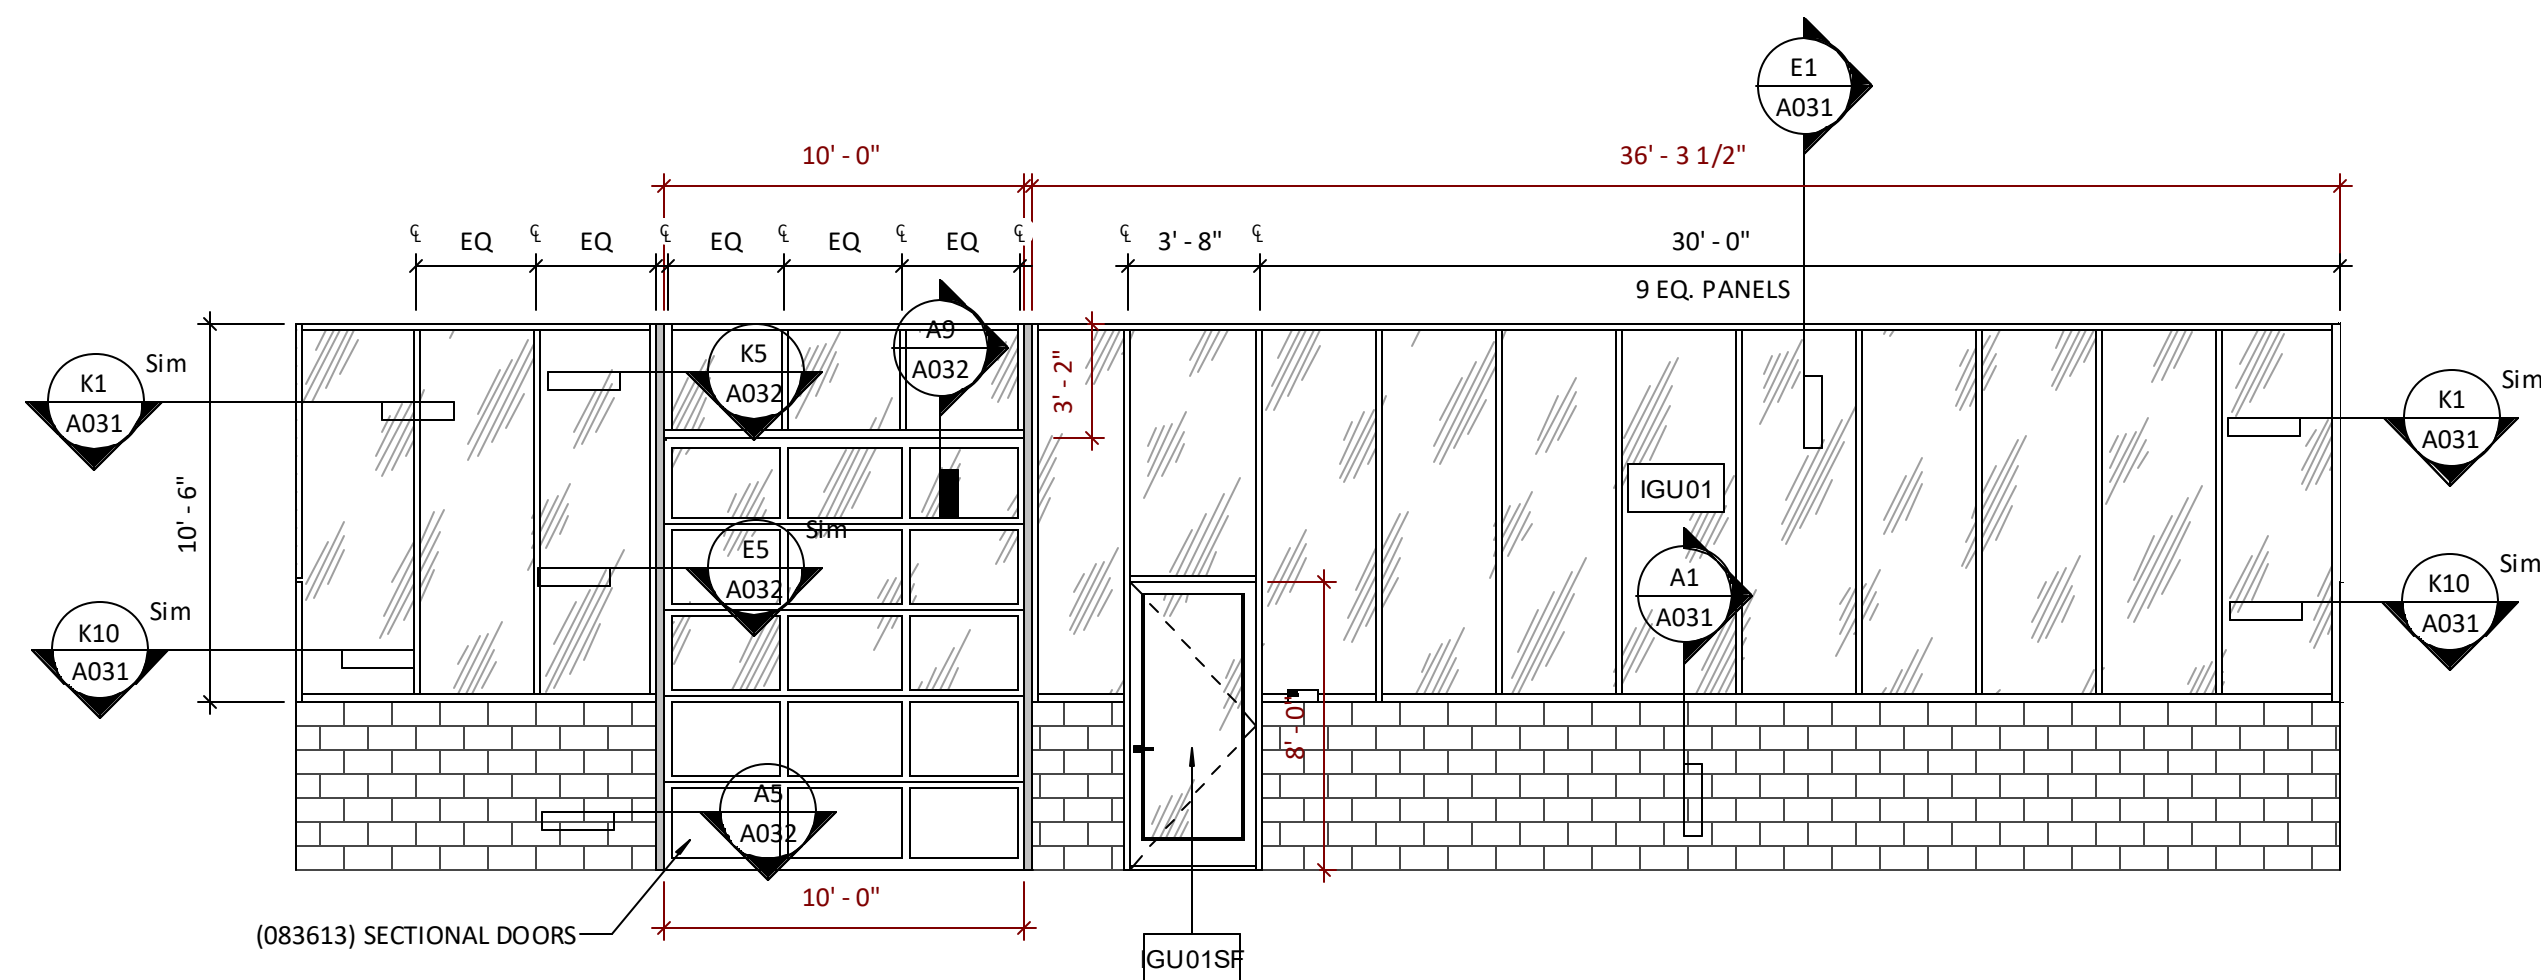 E1
A031
10' - 0"
36' - 3 1/2"
℄ EQ ℄ EQ ℄ EQ ℄ EQ ℄ EQ ℄
℄ 3' - 8" ℄
30' - 0"
9 EQ. PANELS
K1
A031
Sim
K5
A032
A9
A032
3' - 2"
K1
A031
Sim
10' - 6"
IGU01
E5
A032
Sim
A1
A031
K10
A031
Sim
K10
A031
Sim
8' - 0"
A5
A032
10' - 0"
(083613) SECTIONAL DOORS
IGU01SF